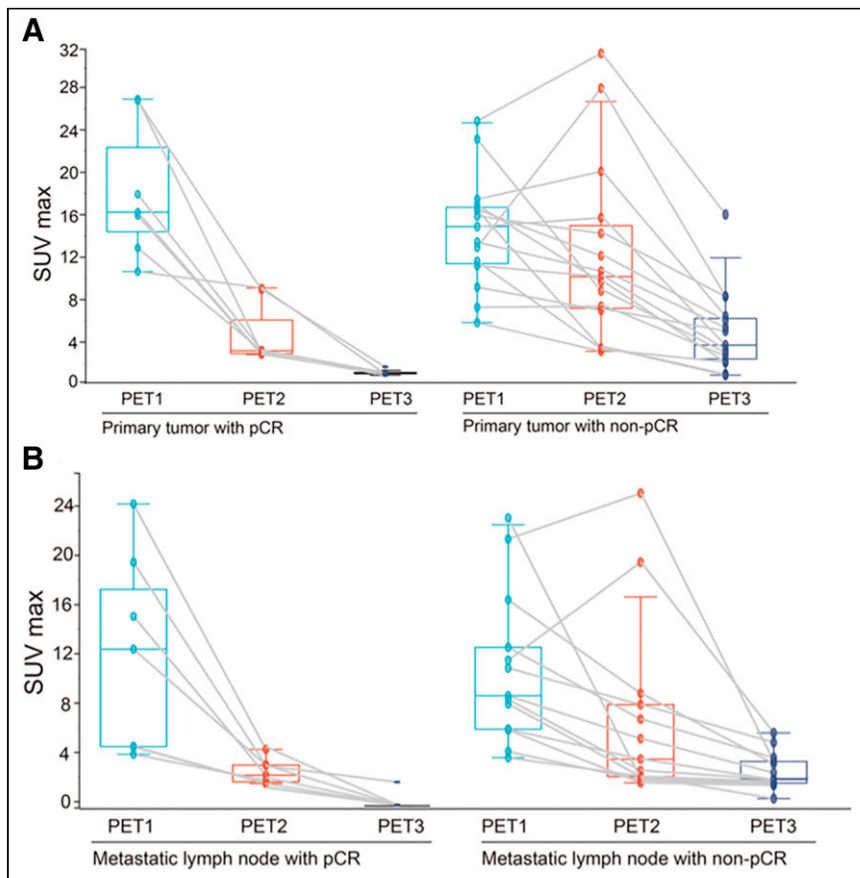 A
32
28
24
20
16
12
8
4
0
SUV max
PET1 PET2 PET3 PET1 PET2 PET3
Primary tumor with pCR Primary tumor with non-pCR
B
24
20
16
12
8
4
0
SUV max
PET1 PET2 PET3 PET1 PET2 PET3
Metastatic lymph node with pCR Metastatic lymph node with non-pCR